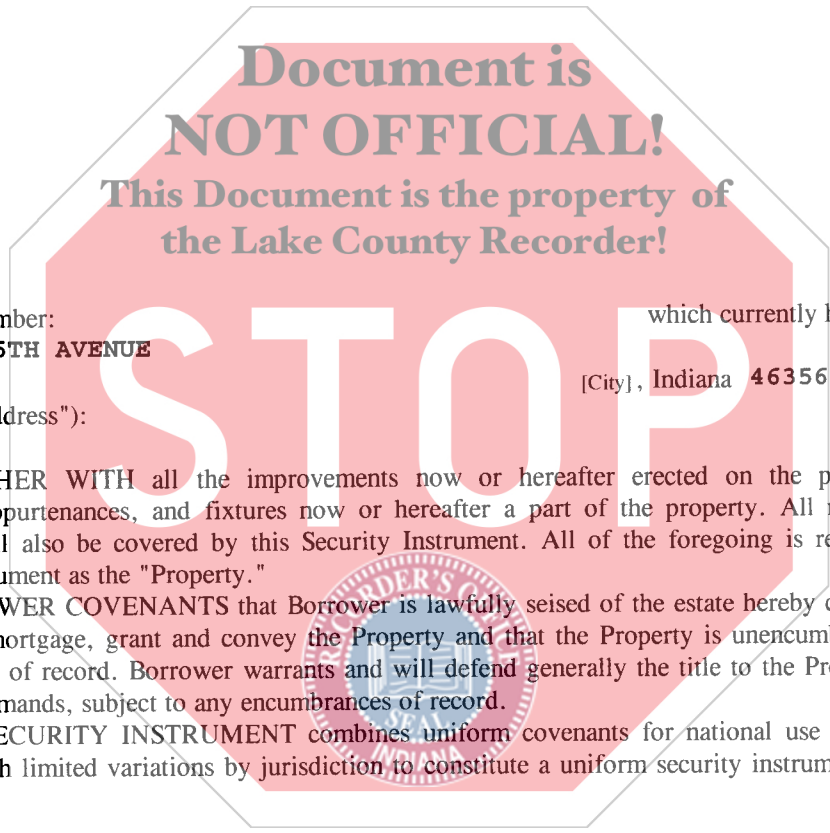 Document is
NOT OFFICIAL!
This Document is the property of
the Lake County Recorder!
STOP
mber: which currently h
5TH AVENUE
[City], Indiana 46356
ldress"):
HER WITH all the improvements now or hereafter erected on the p
ppurtenances, and fixtures now or hereafter a part of the property. All r
l also be covered by this Security Instrument. All of the foregoing is re
ument as the "Property."
WER COVENANTS that Borrower is lawfully seised of the estate hereby c
nortgage, grant and convey the Property and that the Property is unencumb
of record. Borrower warrants and will defend generally the title to the Pro
mands, subject to any encumbrances of record.
ECURITY INSTRUMENT combines uniform covenants for national use
h limited variations by jurisdiction to constitute a uniform security instrum
RECORDER'S OFFICE
SEAL
INDIANA